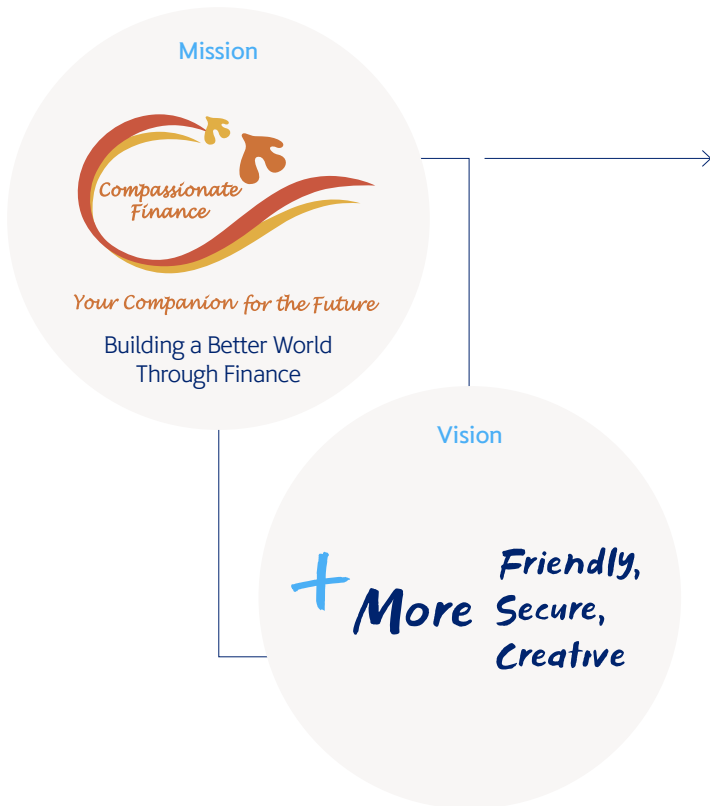 Mission
Compassionate
Finance
Your Companion for the Future
Building a Better World
Through Finance
Vision
+ More
Friendly,
Secure,
Creative